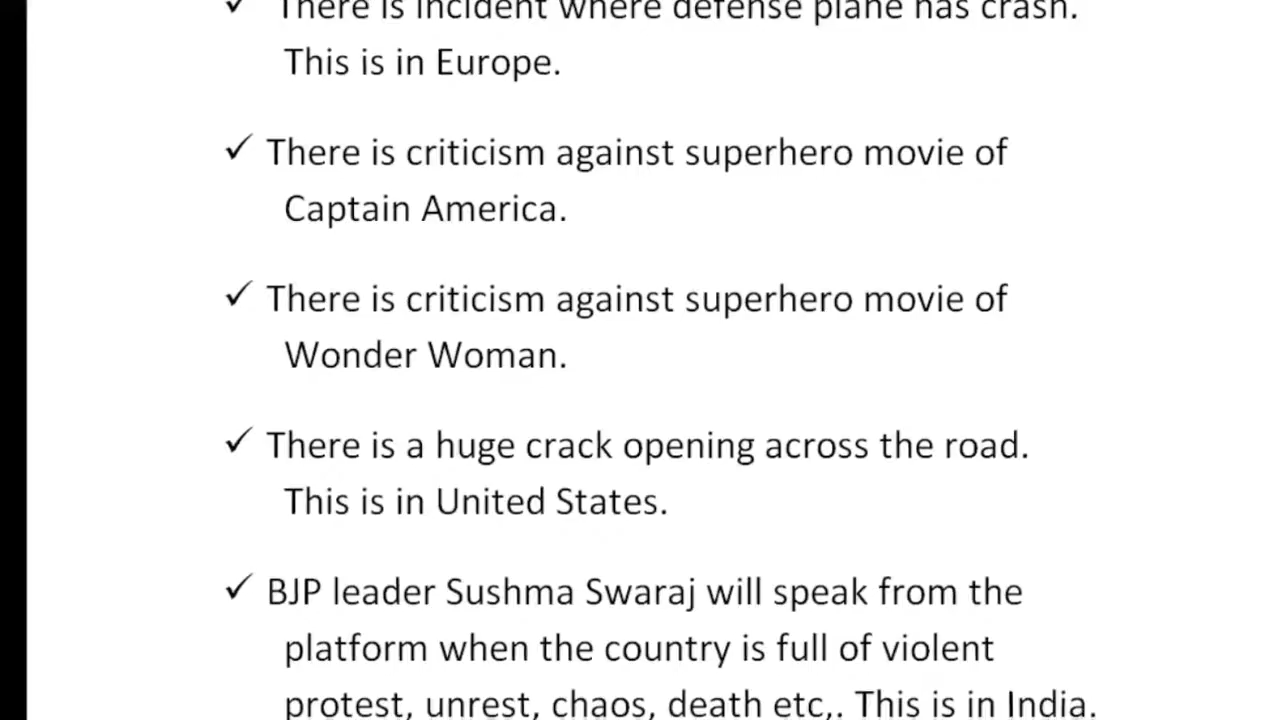 ✓ There is incident where defense plane has crash.
This is in Europe.
✓ There is criticism against superhero movie of
Captain America.
✓ There is criticism against superhero movie of
Wonder Woman.
✓ There is a huge crack opening across the road.
This is in United States.
✓ BJP leader Sushma Swaraj will speak from the
platform when the country is full of violent
protest, unrest, chaos, death etc,. This is in India.